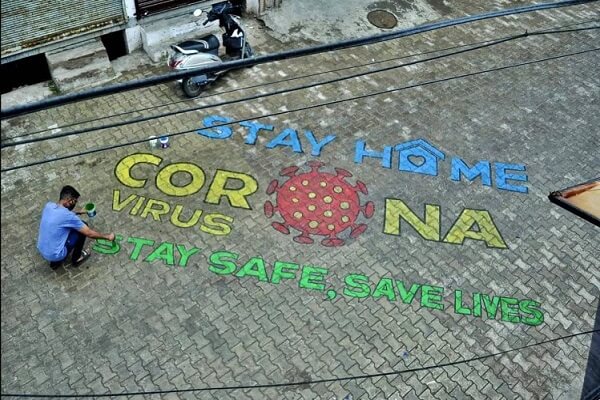 STAY HOME
CORONA
VIRUS
STAY SAFE, SAVE LIVES